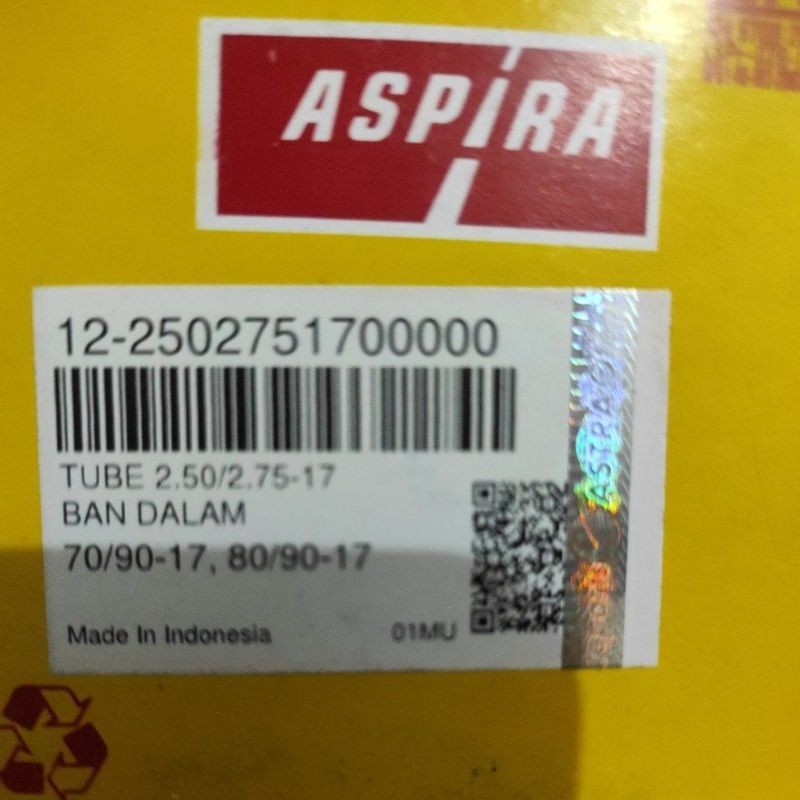 ASPIRA
12-2502751700000
TUBE 2.50/2.75-17
BAN DALAM
70/90-17, 80/90-17
Made In Indonesia
01MU
ASTRA